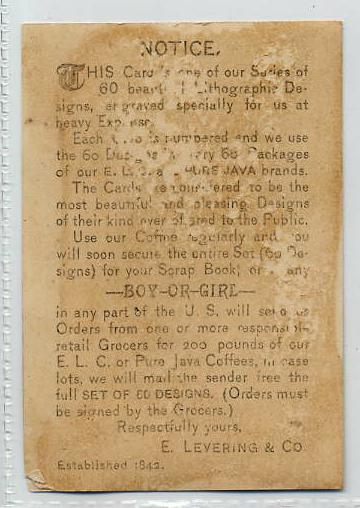 NOTICE.
THIS Card is one of our Series of
60 Lithographic De-
signs, engraved specially for us at
heavy Expense.
Each is numbered and we use
the 60 Designs 60 Packages
of our E. L. C. PURE JAVA brands.
The Cards are considered to be the
most beautiful and pleasing Designs
of their kind ever offered to the Public.
Use our Coffee regularly and you
will soon secure the entire Set (60 De-
signs) for your Scrap Book; or any
—BOY-OR-GIRL—
in any part of the U. S. will send us
Orders from one or more responsible
retail Grocers for 200 pounds of our
E. L. C. or Pure Java Coffees, in case
lots, we will mail the sender free the
full SET OF 60 DESIGNS. (Orders must
be signed by the Grocers.)
Respectfully yours,
E. LEVERING & CO
Established 1842.